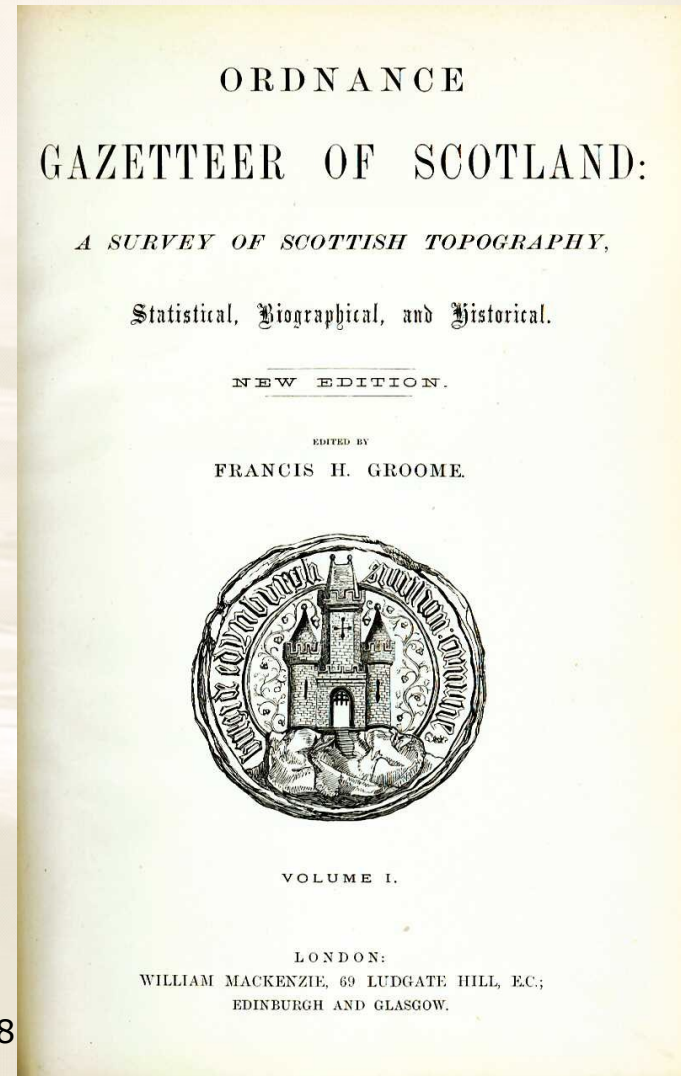 ORDNANCE
GAZETTEER OF SCOTLAND:
A SURVEY OF SCOTTISH TOPOGRAPHY,
Statistical, Biographical, and Historical.
NEW EDITION.
EDITED BY
FRANCIS H. GROOME.
VOLUME I.
LONDON:
WILLIAM MACKENZIE, 69 LUDGATE HILL, E.C.;
EDINBURGH AND GLASGOW.
8